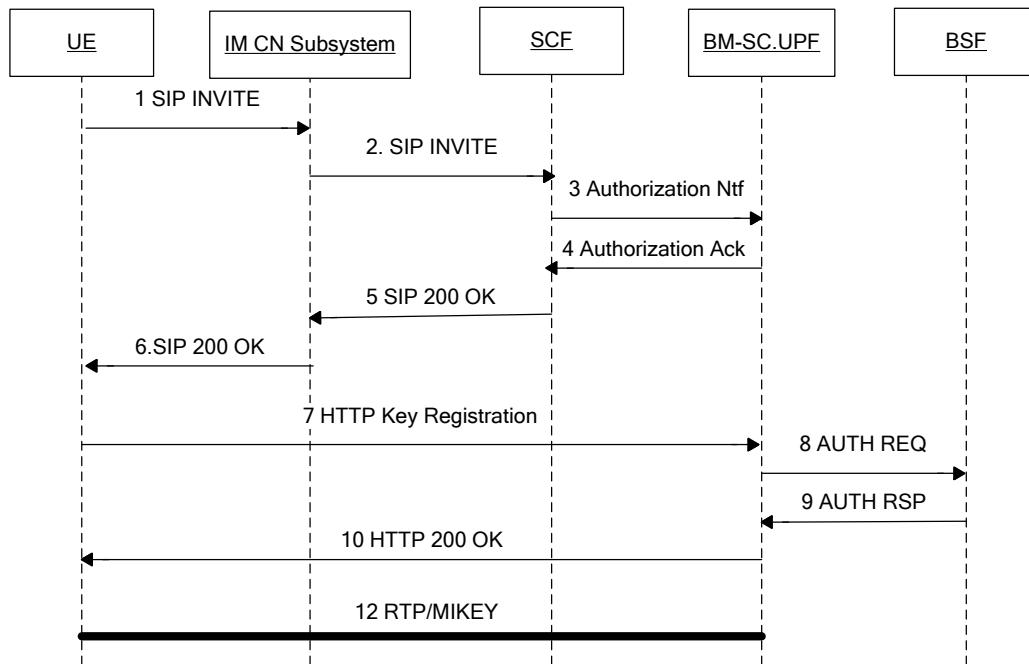 UE
IM CN Subsystem
SCF
BM-SC.UPF
BSF
1 SIP INVITE
2. SIP INVITE
3 Authorization Ntf
4 Authorization Ack
5 SIP 200 OK
6.SIP 200 OK
7 HTTP Key Registration
8 AUTH REQ
9 AUTH RSP
10 HTTP 200 OK
12 RTP/MIKEY